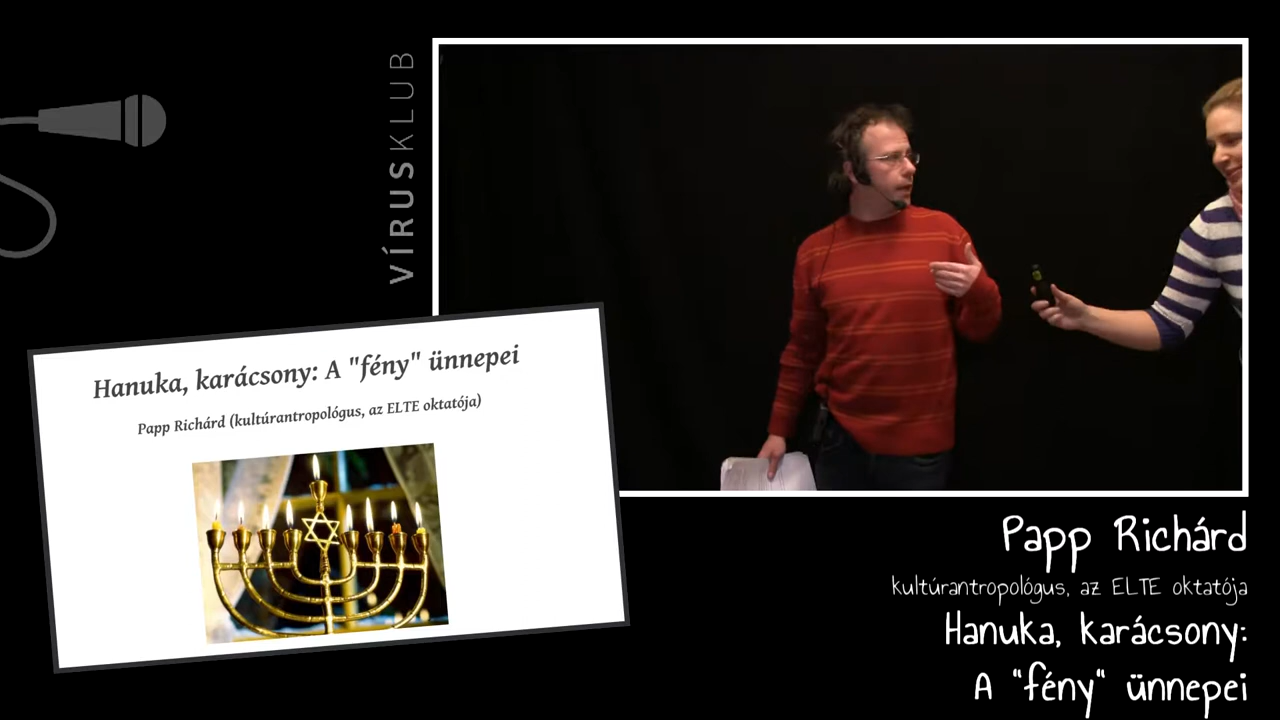 VÍRUSKLUB
Hanuka, karácsony: A "fény" ünnepei
Papp Richárd (kultúrantropológus, az ELTE oktatója)
Papp Richárd
kultúrantropológus, az ELTE oktatója
Hanuka, karácsony:
A "fény" ünnepei